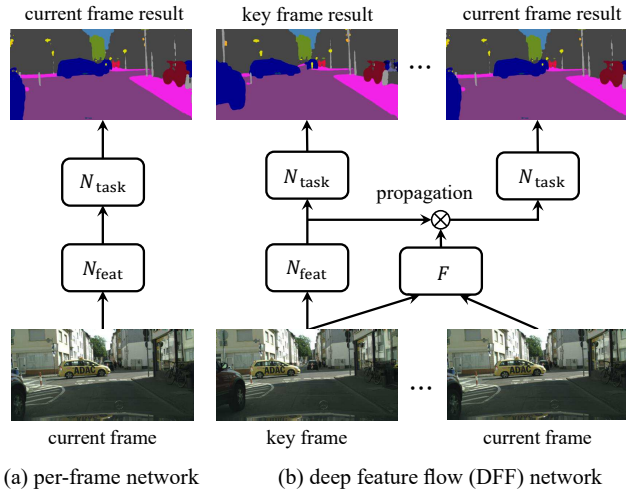 current frame result
key frame result
current frame result
...
N_task
N_task
N_task
propagation
⊗
N_feat
N_feat
F
ADAC
ADAC
ADAC
...
current frame
key frame
current frame
(a) per-frame network
(b) deep feature flow (DFF) network